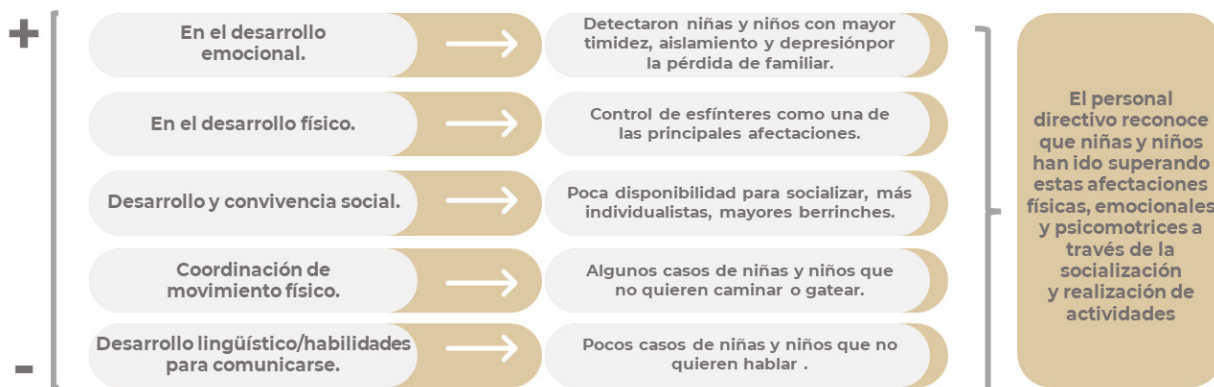 +
En el desarrollo
emocional.
Detectaron niñas y niños con mayor
timidez, aislamiento y depresiónpor
la pérdida de familiar.
En el desarrollo físico.
Control de esfínteres como una de
las principales afectaciones.
Desarrollo y convivencia social.
Poca disponibilidad para socializar, más
individualistas, mayores berrinches.
Coordinación de
movimiento físico.
Algunos casos de niñas y niños que
no quieren caminar o gatear.
Desarrollo lingüístico/habilidades
para comunicarse.
Pocos casos de niñas y niños que no
quieren hablar .
-
El personal
directivo reconoce
que niñas y niños
han ido superando
estas afectaciones
físicas, emocionales
y psicomotrices a
través de la
socialización
y realización de
actividades